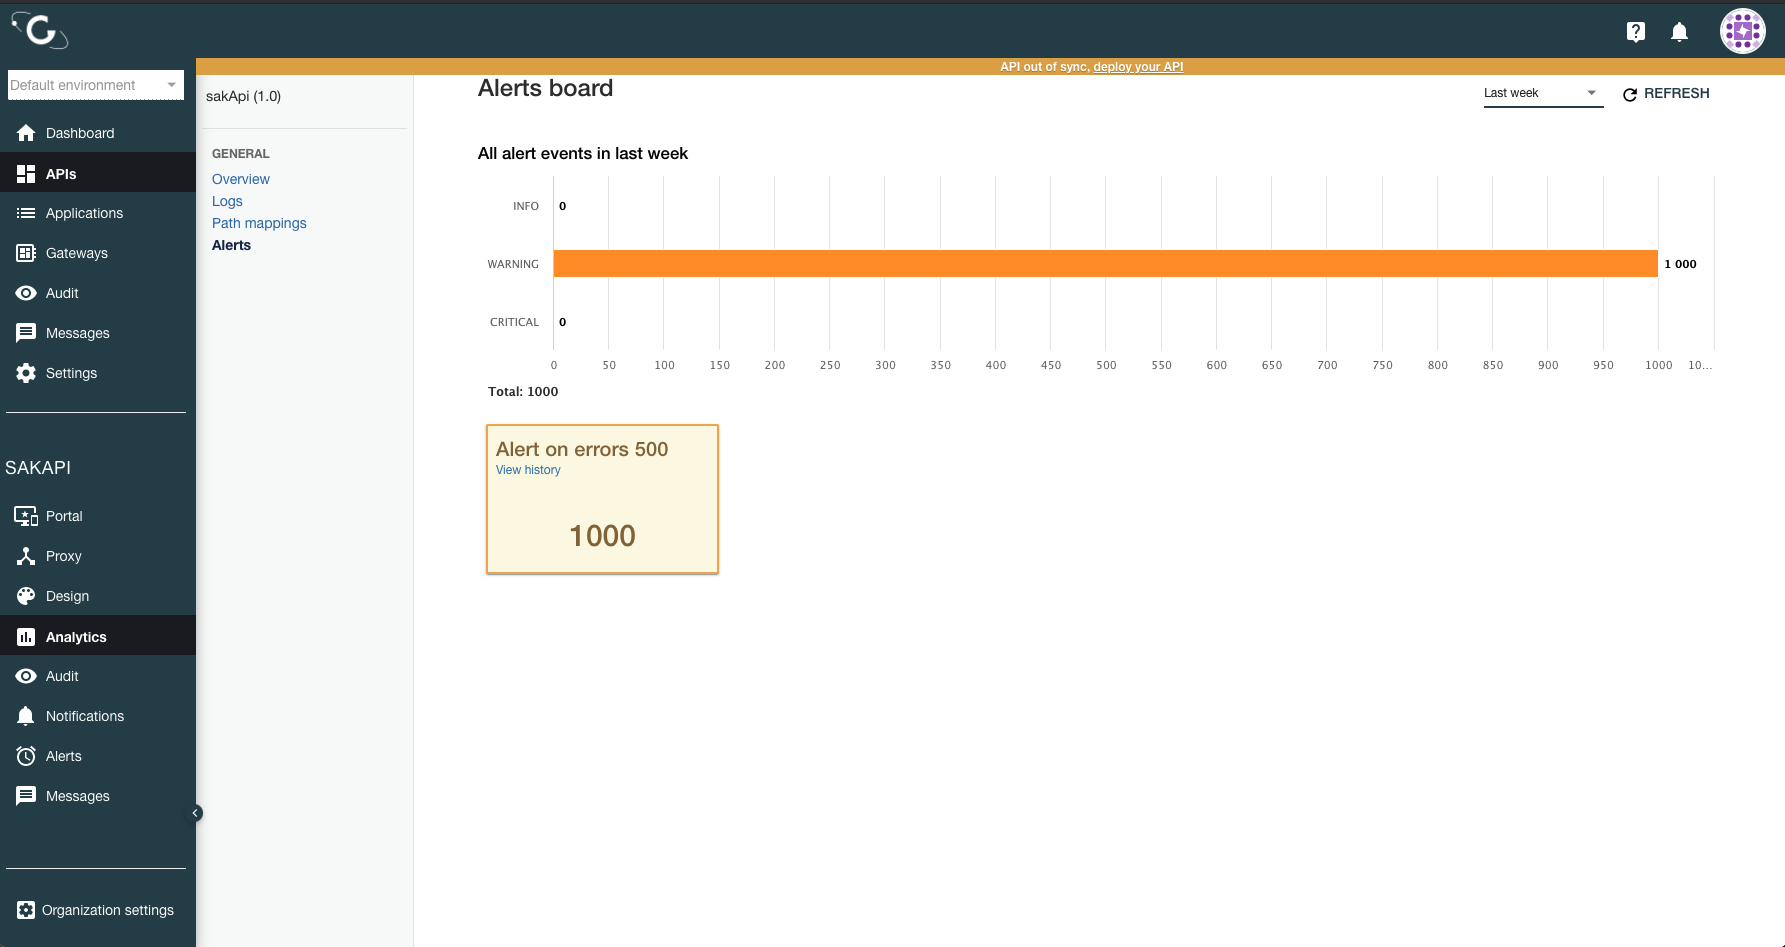 API out of sync, deploy your API
Default environment
Dashboard
APIs
Applications
Gateways
Audit
Messages
Settings
SAKAPI
Portal
Proxy
Design
Analytics
Audit
Notifications
Alerts
Messages
Organization settings
sakApi (1.0)
GENERAL
Overview
Logs
Path mappings
Alerts
Alerts board
Last week
REFRESH
All alert events in last week
INFO 0
WARNING 1 000
CRITICAL 0
0 50 100 150 200 250 300 350 400 450 500 550 600 650 700 750 800 850 900 950 1000 10...
Total: 1000
Alert on errors 500
View history
1000